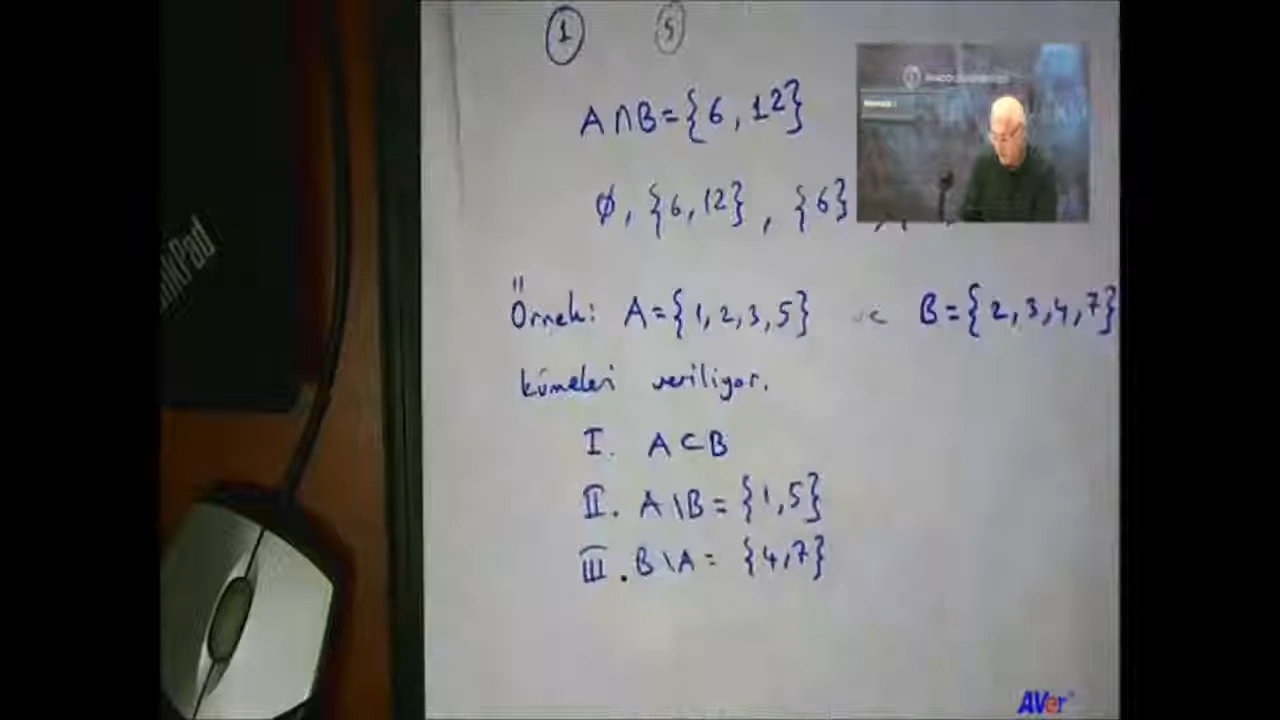 1 5
A∩B={6,12}
∅, {6,12}, {6}
Örnek: A={1,2,3,5} ve B={2,3,4,7}
kümeleri veriliyor.
I. A⊂B
II. A\B = {1,5}
III. B\A = {4,7}
AVer